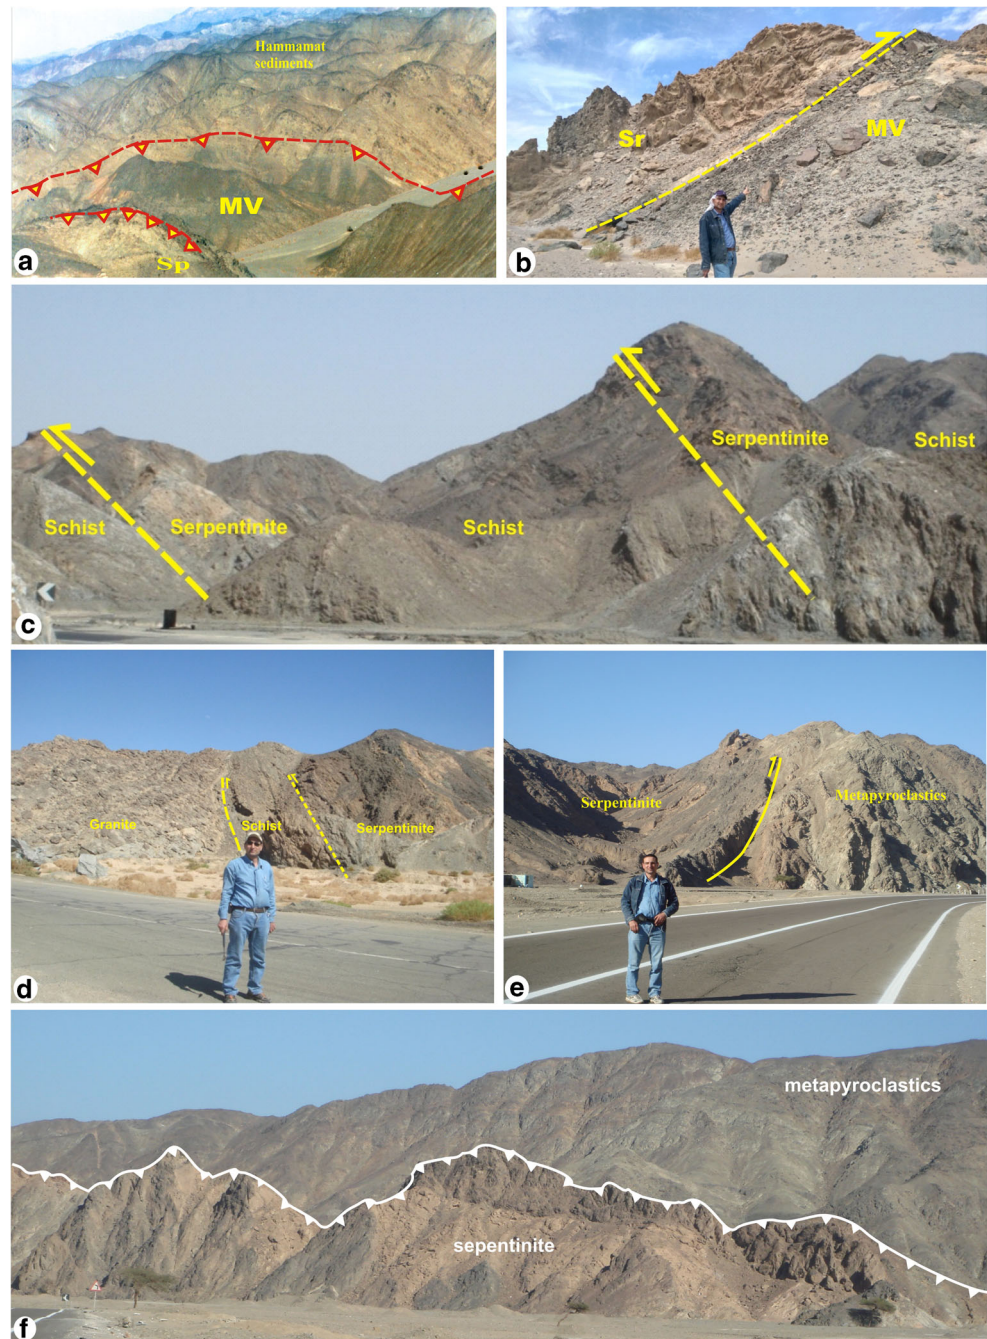 Hammamat
sediments
MV
Sp
a
Sr
MV
b
Serpentinite
Schist
Schist
Serpentinite
Schist
c
Granite
Schist
Serpentinite
d
Serpentinite
Metapyroclastics
e
metapyroclastics
sepentinite
f